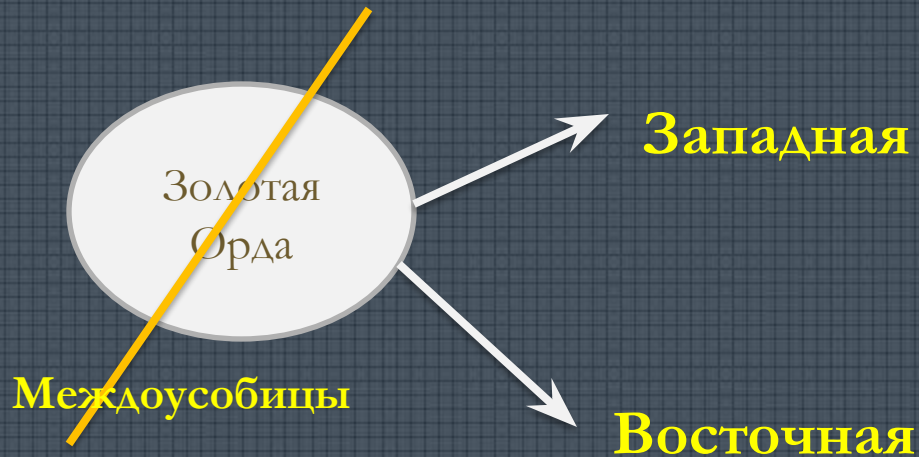 Западная
Золотая
Орда
Междоусобицы
Восточная